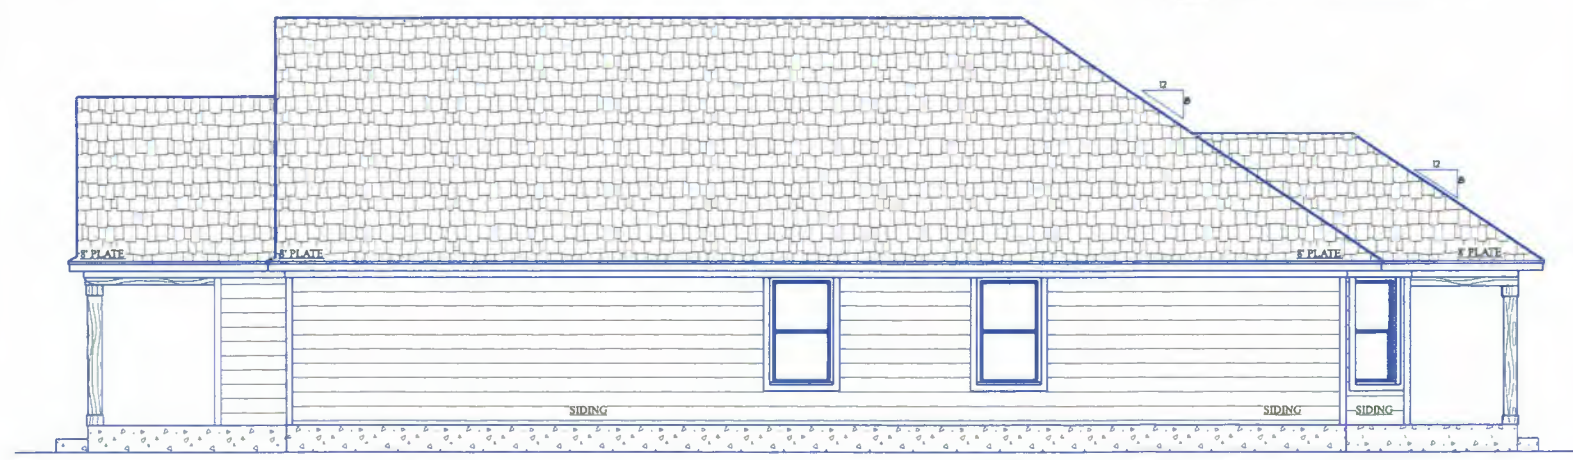 12
8
12
8
8' PLATE
8' PLATE
8' PLATE
8' PLATE
SIDING
SIDING
SIDING